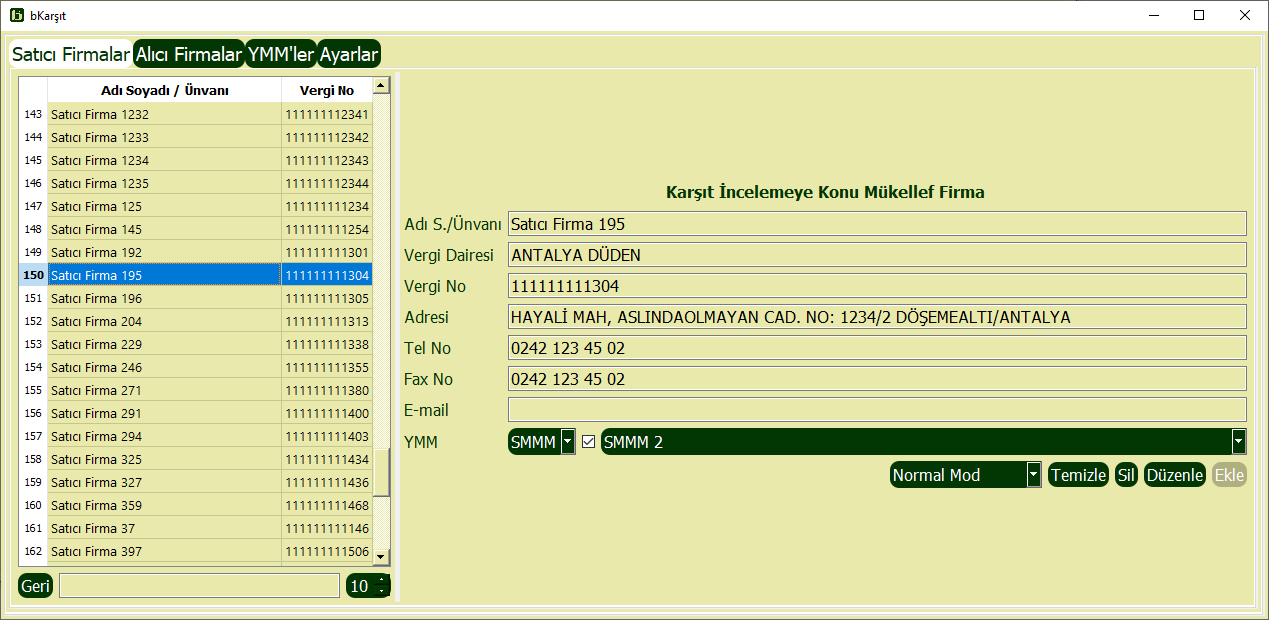 bKarşıt
Satıcı Firmalar Alıcı Firmalar YMM'ler Ayarlar
Adı Soyadı / Ünvanı Vergi No
143 Satıcı Firma 1232 111111112341
144 Satıcı Firma 1233 111111112342
145 Satıcı Firma 1234 111111112343
146 Satıcı Firma 1235 111111112344
147 Satıcı Firma 125 111111111234
148 Satıcı Firma 145 111111111254
149 Satıcı Firma 192 111111111301
150 Satıcı Firma 195 111111111304
151 Satıcı Firma 196 111111111305
152 Satıcı Firma 204 111111111313
153 Satıcı Firma 229 111111111338
154 Satıcı Firma 246 111111111355
155 Satıcı Firma 271 111111111380
156 Satıcı Firma 291 111111111400
157 Satıcı Firma 294 111111111403
158 Satıcı Firma 325 111111111434
159 Satıcı Firma 327 111111111436
160 Satıcı Firma 359 111111111468
161 Satıcı Firma 37 111111111146
162 Satıcı Firma 397 111111111506
Geri 10
Karşıt İncelemeye Konu Mükellef Firma
Adı S./Ünvanı Satıcı Firma 195
Vergi Dairesi ANTALYA DÜDEN
Vergi No 111111111304
Adresi HAYALİ MAH, ASLINDAOLMAYAN CAD. NO: 1234/2 DÖŞEMEALTI/ANTALYA
Tel No 0242 123 45 02
Fax No 0242 123 45 02
E-mail
YMM SMMM SMMM 2
Normal Mod Temizle Sil Düzenle Ekle